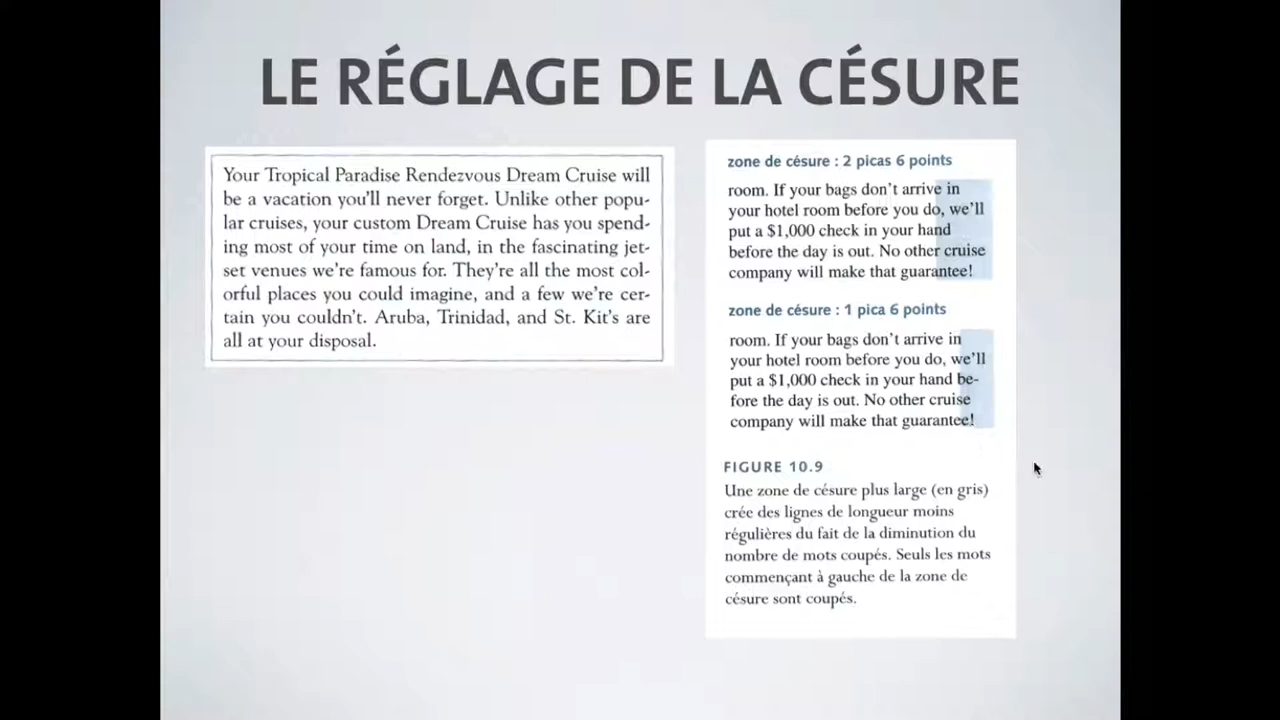 LE RÉGLAGE DE LA CÉSURE
Your Tropical Paradise Rendezvous Dream Cruise will
be a vacation you'll never forget. Unlike other popu-
lar cruises, your custom Dream Cruise has you spend-
ing most of your time on land, in the fascinating jet-
set venues we're famous for. They're all the most col-
orful places you could imagine, and a few we're cer-
tain you couldn't. Aruba, Trinidad, and St. Kit's are
all at your disposal.
zone de césure : 2 picas 6 points
room. If your bags don't arrive in
your hotel room before you do, we'll
put a $1,000 check in your hand
before the day is out. No other cruise
company will make that guarantee!
zone de césure : 1 pica 6 points
room. If your bags don't arrive in
your hotel room before you do, we'll
put a $1,000 check in your hand be-
fore the day is out. No other cruise
company will make that guarantee!
FIGURE 10.9
Une zone de césure plus large (en gris)
crée des lignes de longueur moins
régulières du fait de la diminution du
nombre de mots coupés. Seuls les mots
commençant à gauche de la zone de
césure sont coupés.